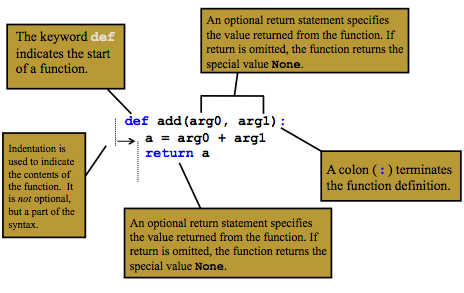 The keyword def
indicates the start
of a function.
An optional return statement specifies
the value returned from the function. If
return is omitted, the function returns the
special value None.
def add(arg0, arg1):
a = arg0 + arg1
return a
Indentation is
used to indicate
the contents of
the function. It
is not optional,
but a part of the
syntax.
A colon (:) terminates
the function definition.
An optional return statement specifies
the value returned from the function. If
return is omitted, the function returns the
special value None.